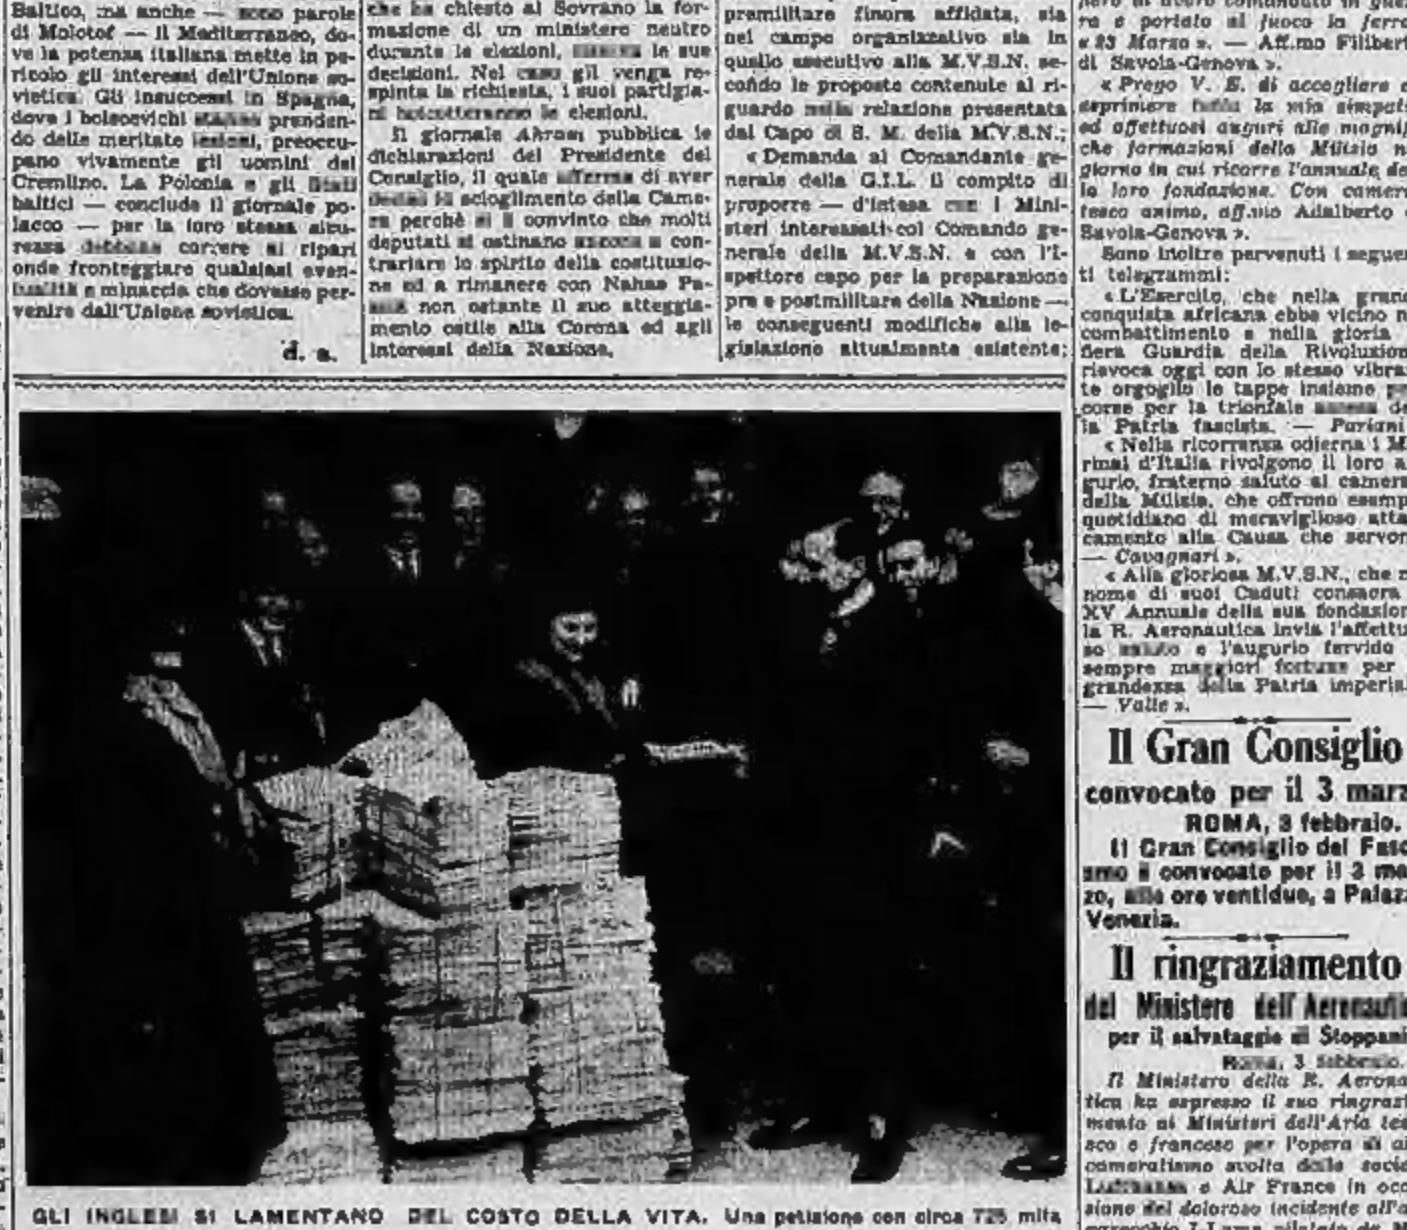 Baltico, ma anche — sono parole
di Molotof — il Mediterraneo, do-
ve la potenza italiana mette in pe-
ricolo gli interessi dell'Unione so-
vietica. Gli insuccessi in Spagna,
dove i bolscevichi stanno prenden-
do delle meritate lezioni, preoccu-
pano vivamente gli uomini del
Cremlino. La Polonia e gli Stati
baltici — conclude il giornale po-
lacco — per la loro stessa sicu-
rezza debbono correre ai ripari
onde fronteggiare qualsiasi even-
tualità e minaccia che dovesse per-
venire dall'Unione sovietica.
d. s.
che ha chiesto al Sovrano la for-
mazione di un ministero neutro
durante le elezioni, le sue
decisioni. Nel caso gli venga re-
spinta la richiesta, i suoi partigia-
ni boicotteranno le elezioni.
Il giornale Ahram pubblica le
dichiarazioni del Presidente del
Consiglio, il quale afferma di aver
lo scioglimento della Came-
ra perchè si è convinto che molti
deputati si ostinano ancora a con-
trariare lo spirito della costituzio-
ne ed a rimanere con Nahas Pa-
scià non ostante il suo atteggia-
mento ostile alla Corona ed agli
interessi della Nazione.
premilitare finora affidata, sia
nel campo organizzativo sia in
quello esecutivo alla M.V.S.N. se-
condo le proposte contenute al ri-
guardo nella relazione presentata
dal Capo di S. M. della M.V.S.N.;
« Demanda al Comandante ge-
nerale della G.I.L. il compito di
proporre — d'intesa con i Mini-
steri interessati col Comando ge-
nerale della M.V.S.N. e con l'I-
spettore capo per la preparazione
pre e postmilitare della Nazione —
le conseguenti modifiche alla le-
gislazione attualmente esistente;
ra e portato al fuoco la ferre
« 23 Marzo ». — Aff.mo Filibert
di Savoia-Genova ».
« Prego V. E. di accogliere e
esprimere tutta la mia simpati
ed affettuosi auguri alle magnif
che formazioni della Milizia n
giorno in cui ricorre l'annuale de
la loro fondazione. Con camera
tesco animo, aff.mo Adalberto
Savoia-Genova ».
Sono inoltre pervenuti i seguen
ti telegrammi:
« L'Esercito, che nella grand
conquista africana ebbe vicino n
combattimento e nella gloria
fiera Guardia della Rivoluzion
rievoca oggi con lo stesso vibra
te orgoglio le tappe insieme pe
corse per la trionfale ascesa de
la Patria fascista. — Pariani
« Nella ricorrenza odierna i M
rinai d'Italia rivolgono il loro a
gurio, fraterno saluto ai camera
della Milizia, che offrono esemp
quotidiano di meraviglioso atta
camento alla Causa che servon
— Cavagnari ».
« Alla gloriosa M.V.S.N., che n
nome di suoi Caduti consacra
XV Annuale della sua fondazion
la R. Aeronautica invia l'affettu
so saluto e l'augurio fervido
sempre maggiori fortune per
grandezza della Patria imperia
— Valle ».
Il Gran Consiglio
convocato per il 3 marz
ROMA, 3 febbraio.
Il Gran Consiglio del Fasc
smo è convocato per il 3 ma
zo, alle ore ventidue, a Palaz
Venezia.
Il ringraziamento
del Ministero dell'Aeronautic
per il salvataggio di Stoppani
Roma, 3 febbraio.
Il Ministero della R. Aerona
tica ha espresso il suo ringrazi
mento ai Ministeri dell'Aria ted
sco e francese per l'opera di ai
cameratismo svolta dalle socie
Lufthansa e Air France in occ
sione del doloroso incidente all'a
GLI INGLESI SI LAMENTANO DEL COSTO DELLA VITA. Una petizione con circa 725 mila